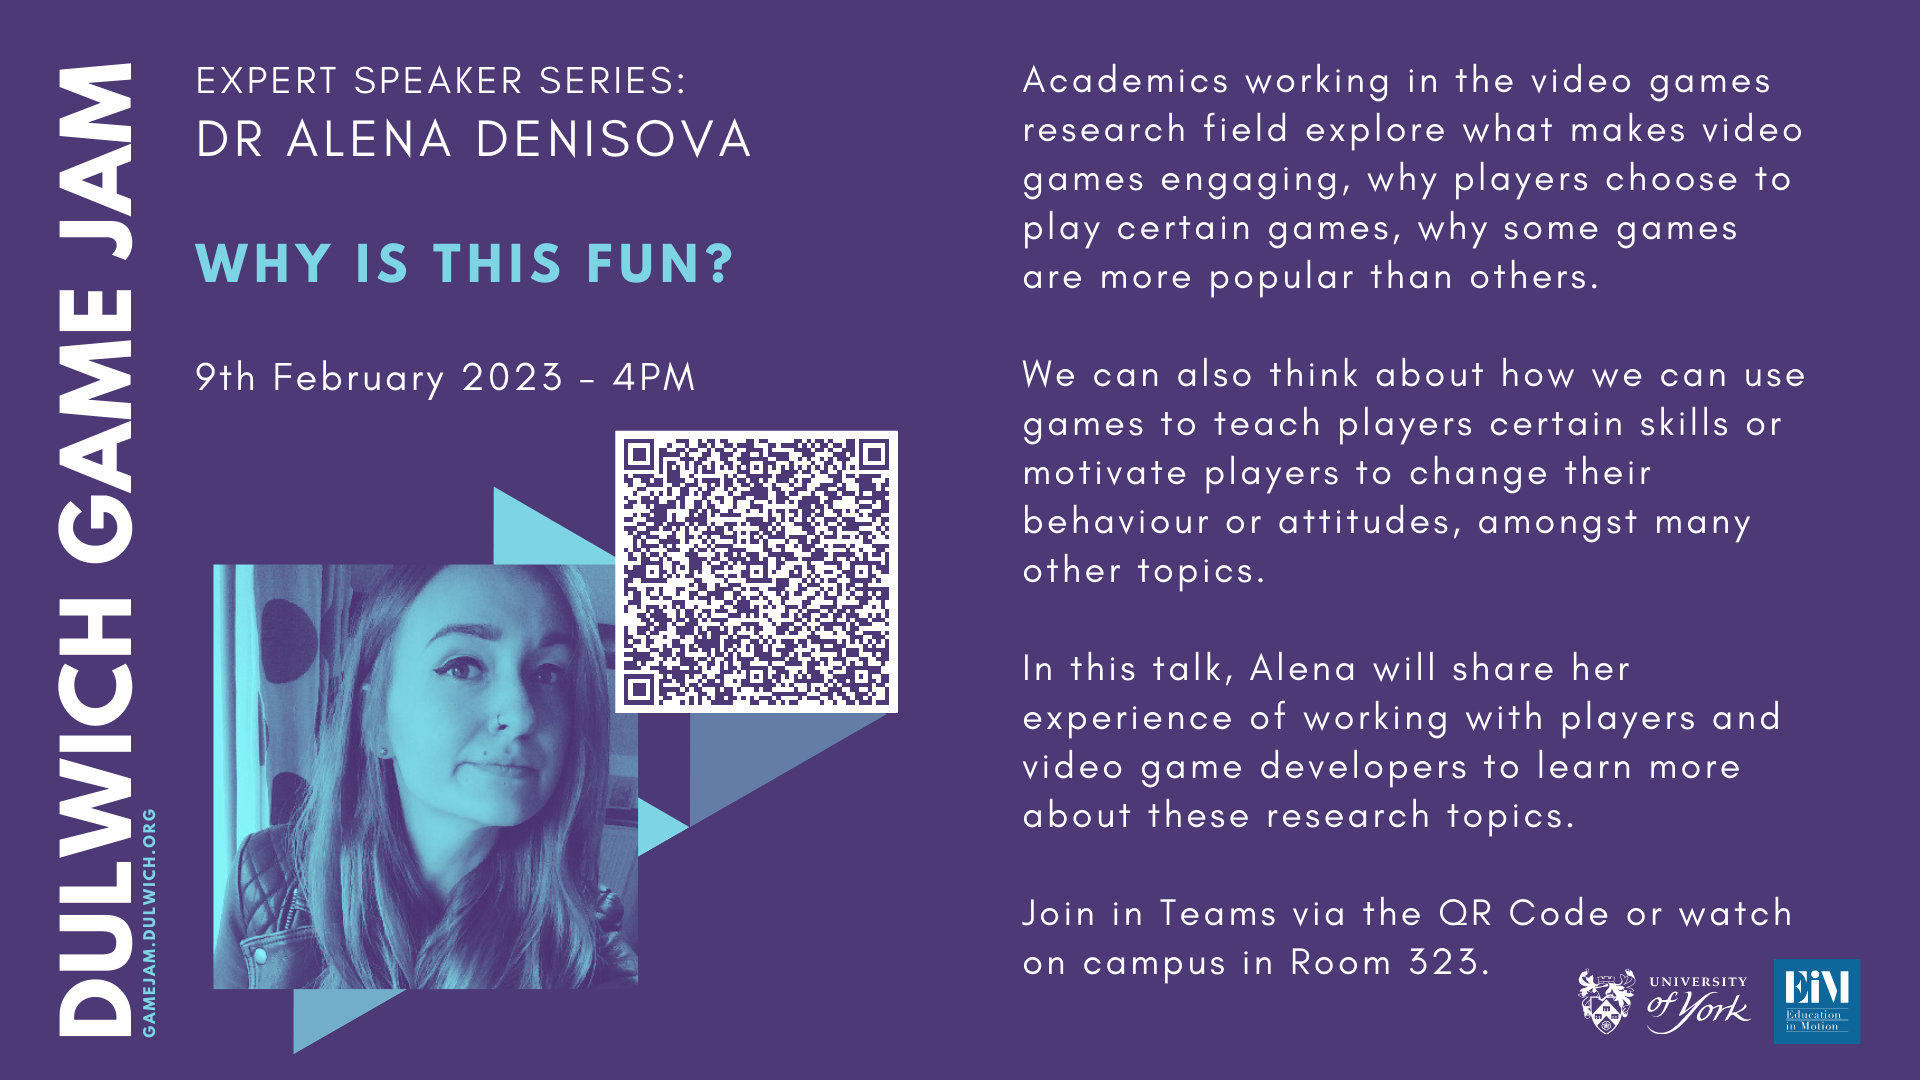 DULWICH GAME JAM
GAMEJAM.DULWICH.ORG
EXPERT SPEAKER SERIES:
DR ALENA DENISOVA
WHY IS THIS FUN?
9th February 2023 - 4PM
Academics working in the video games
research field explore what makes video
games engaging, why players choose to
play certain games, why some games
are more popular than others.
We can also think about how we can use
games to teach players certain skills or
motivate players to change their
behaviour or attitudes, amongst many
other topics.
In this talk, Alena will share her
experience of working with players and
video game developers to learn more
about these research topics.
Join in Teams via the QR Code or watch
on campus in Room 323.
UNIVERSITY
of York
EiM
Education
in Motion